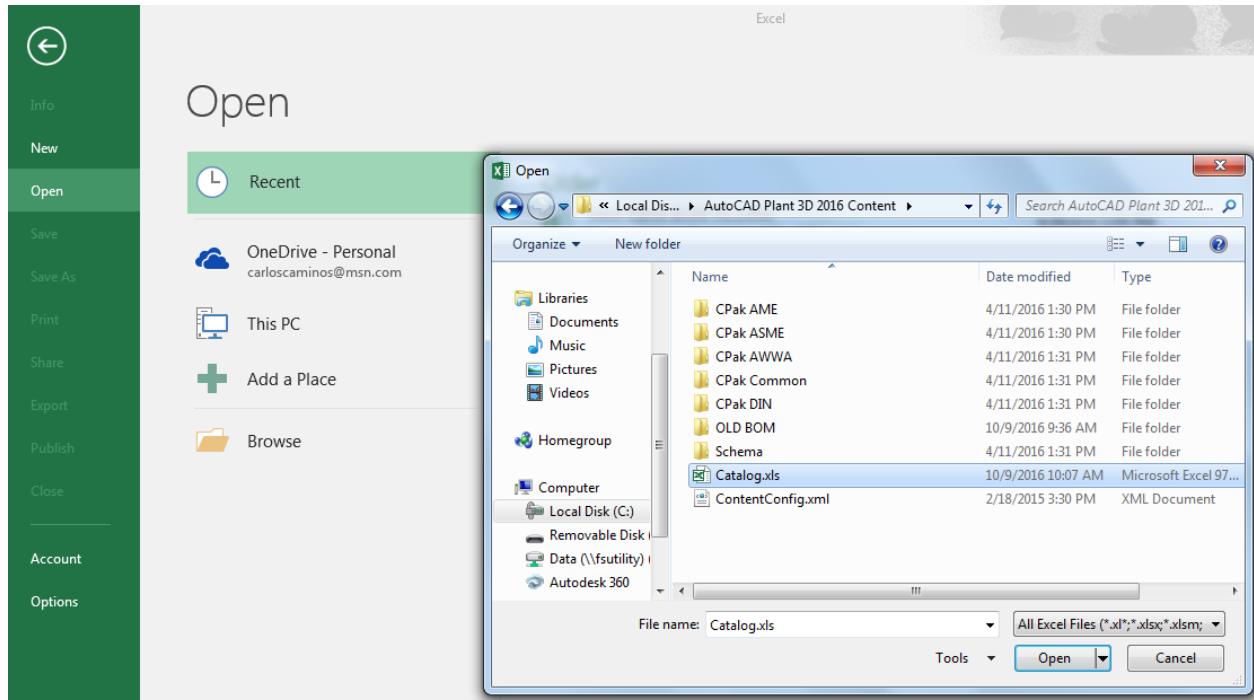 Excel
Info
New
Open
Save
Save As
Print
Share
Export
Publish
Close
Account
Options
Open
Recent
OneDrive - Personal
carloscaminos@msn.com
This PC
Add a Place
Browse
Open
« Local Dis... ▸ AutoCAD Plant 3D 2016 Content ▸
Search AutoCAD Plant 3D 201...
Organize
New folder
Libraries
Documents
Music
Pictures
Videos
Homegroup
Computer
Local Disk (C:)
Removable Disk (
Data (\\fsutility) (
Autodesk 360
Name Date modified Type
CPak AME 4/11/2016 1:30 PM File folder
CPak ASME 4/11/2016 1:30 PM File folder
CPak AWWA 4/11/2016 1:31 PM File folder
CPak Common 4/11/2016 1:31 PM File folder
CPak DIN 4/11/2016 1:31 PM File folder
OLD BOM 10/9/2016 9:36 AM File folder
Schema 4/11/2016 1:31 PM File folder
Catalog.xls 10/9/2016 10:07 AM Microsoft Excel 97...
ContentConfig.xml 2/18/2015 3:30 PM XML Document
File name: Catalog.xls All Excel Files (*.xl*;*.xlsx;*.xlsm;
Tools Open Cancel